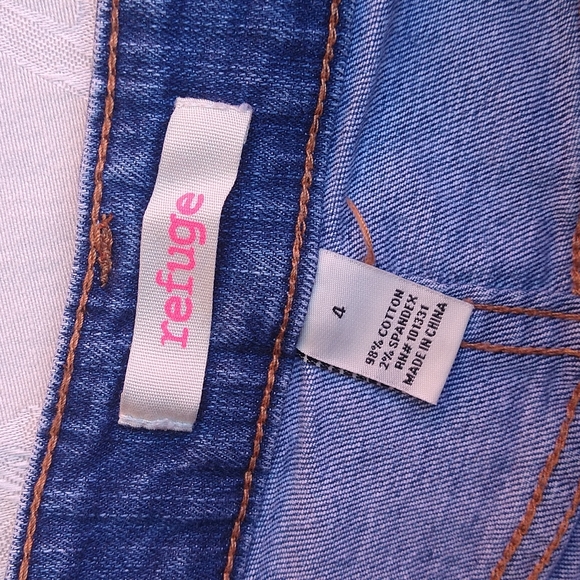 refuge
4
98% COTTON
2% SPANDEX
RN# 101331
MADE IN CHINA